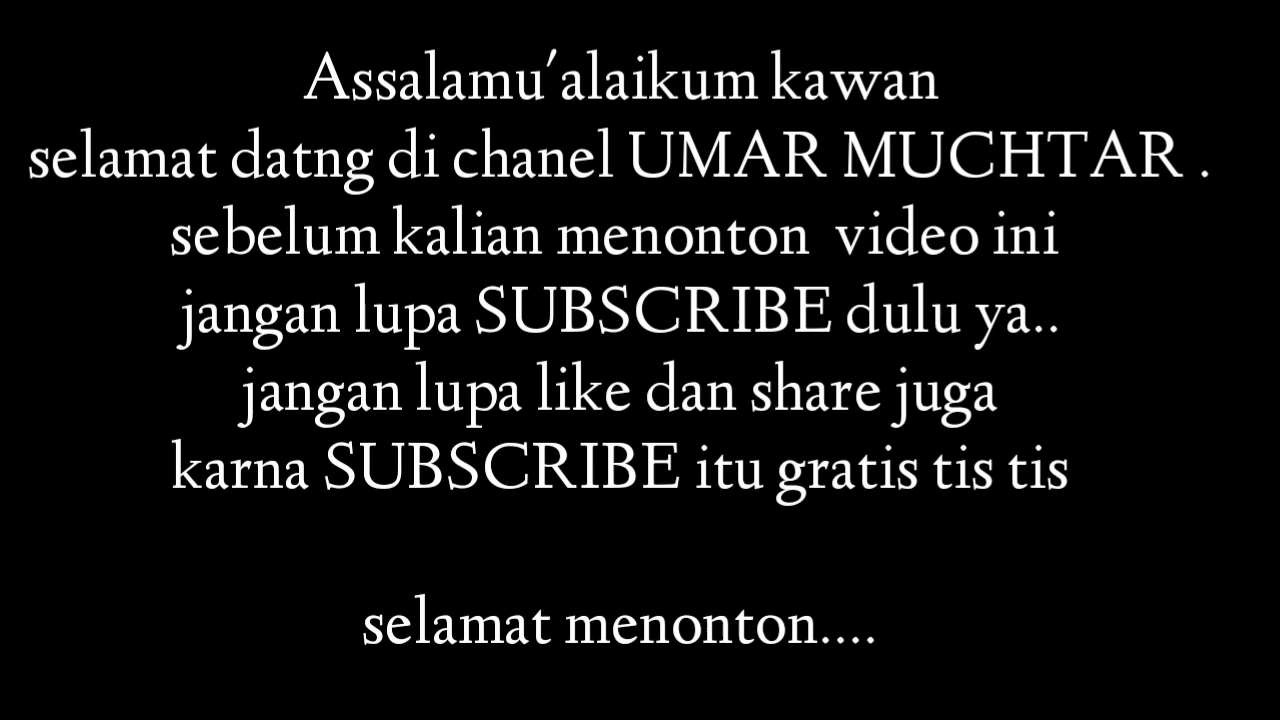 Assalamu'alaikum kawan
selamat datng di chanel UMAR MUCHTAR .
sebelum kalian menonton video ini
jangan lupa SUBSCRIBE dulu ya..
jangan lupa like dan share juga
karna SUBSCRIBE itu gratis tis tis
selamat menonton....